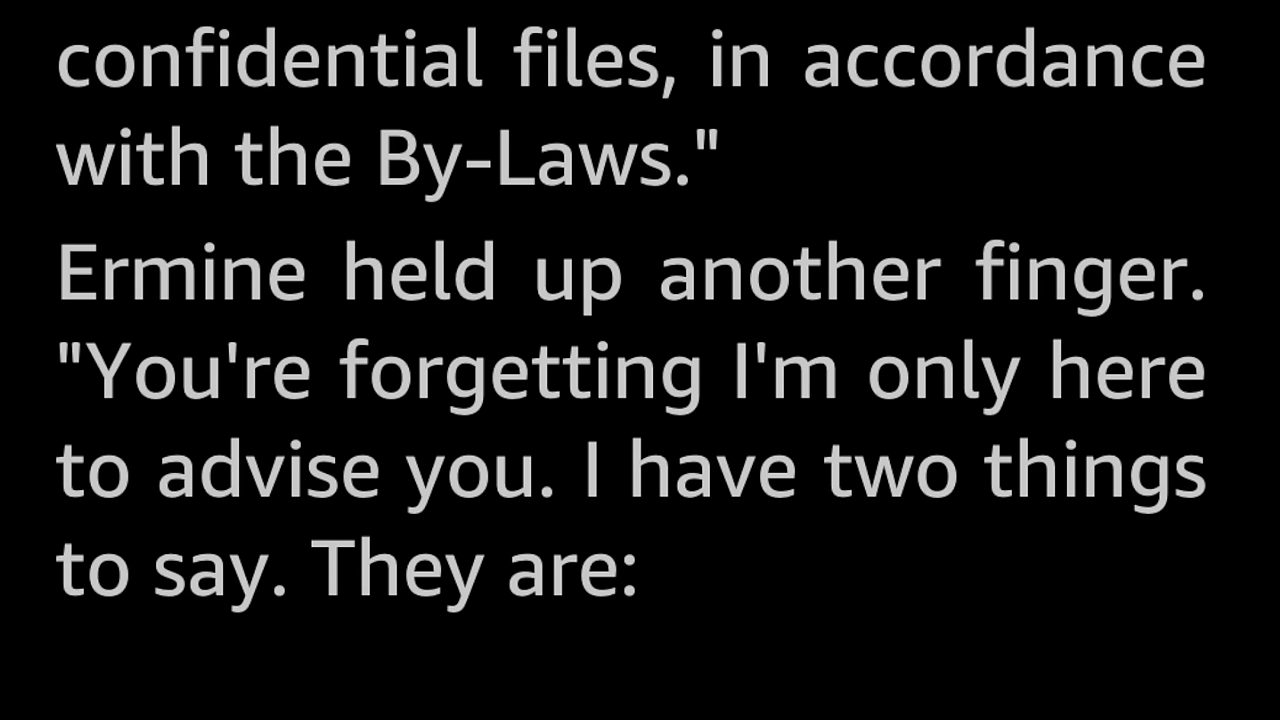 confidential files, in accordance
with the By-Laws."
Ermine held up another finger.
"You're forgetting I'm only here
to advise you. I have two things
to say. They are: